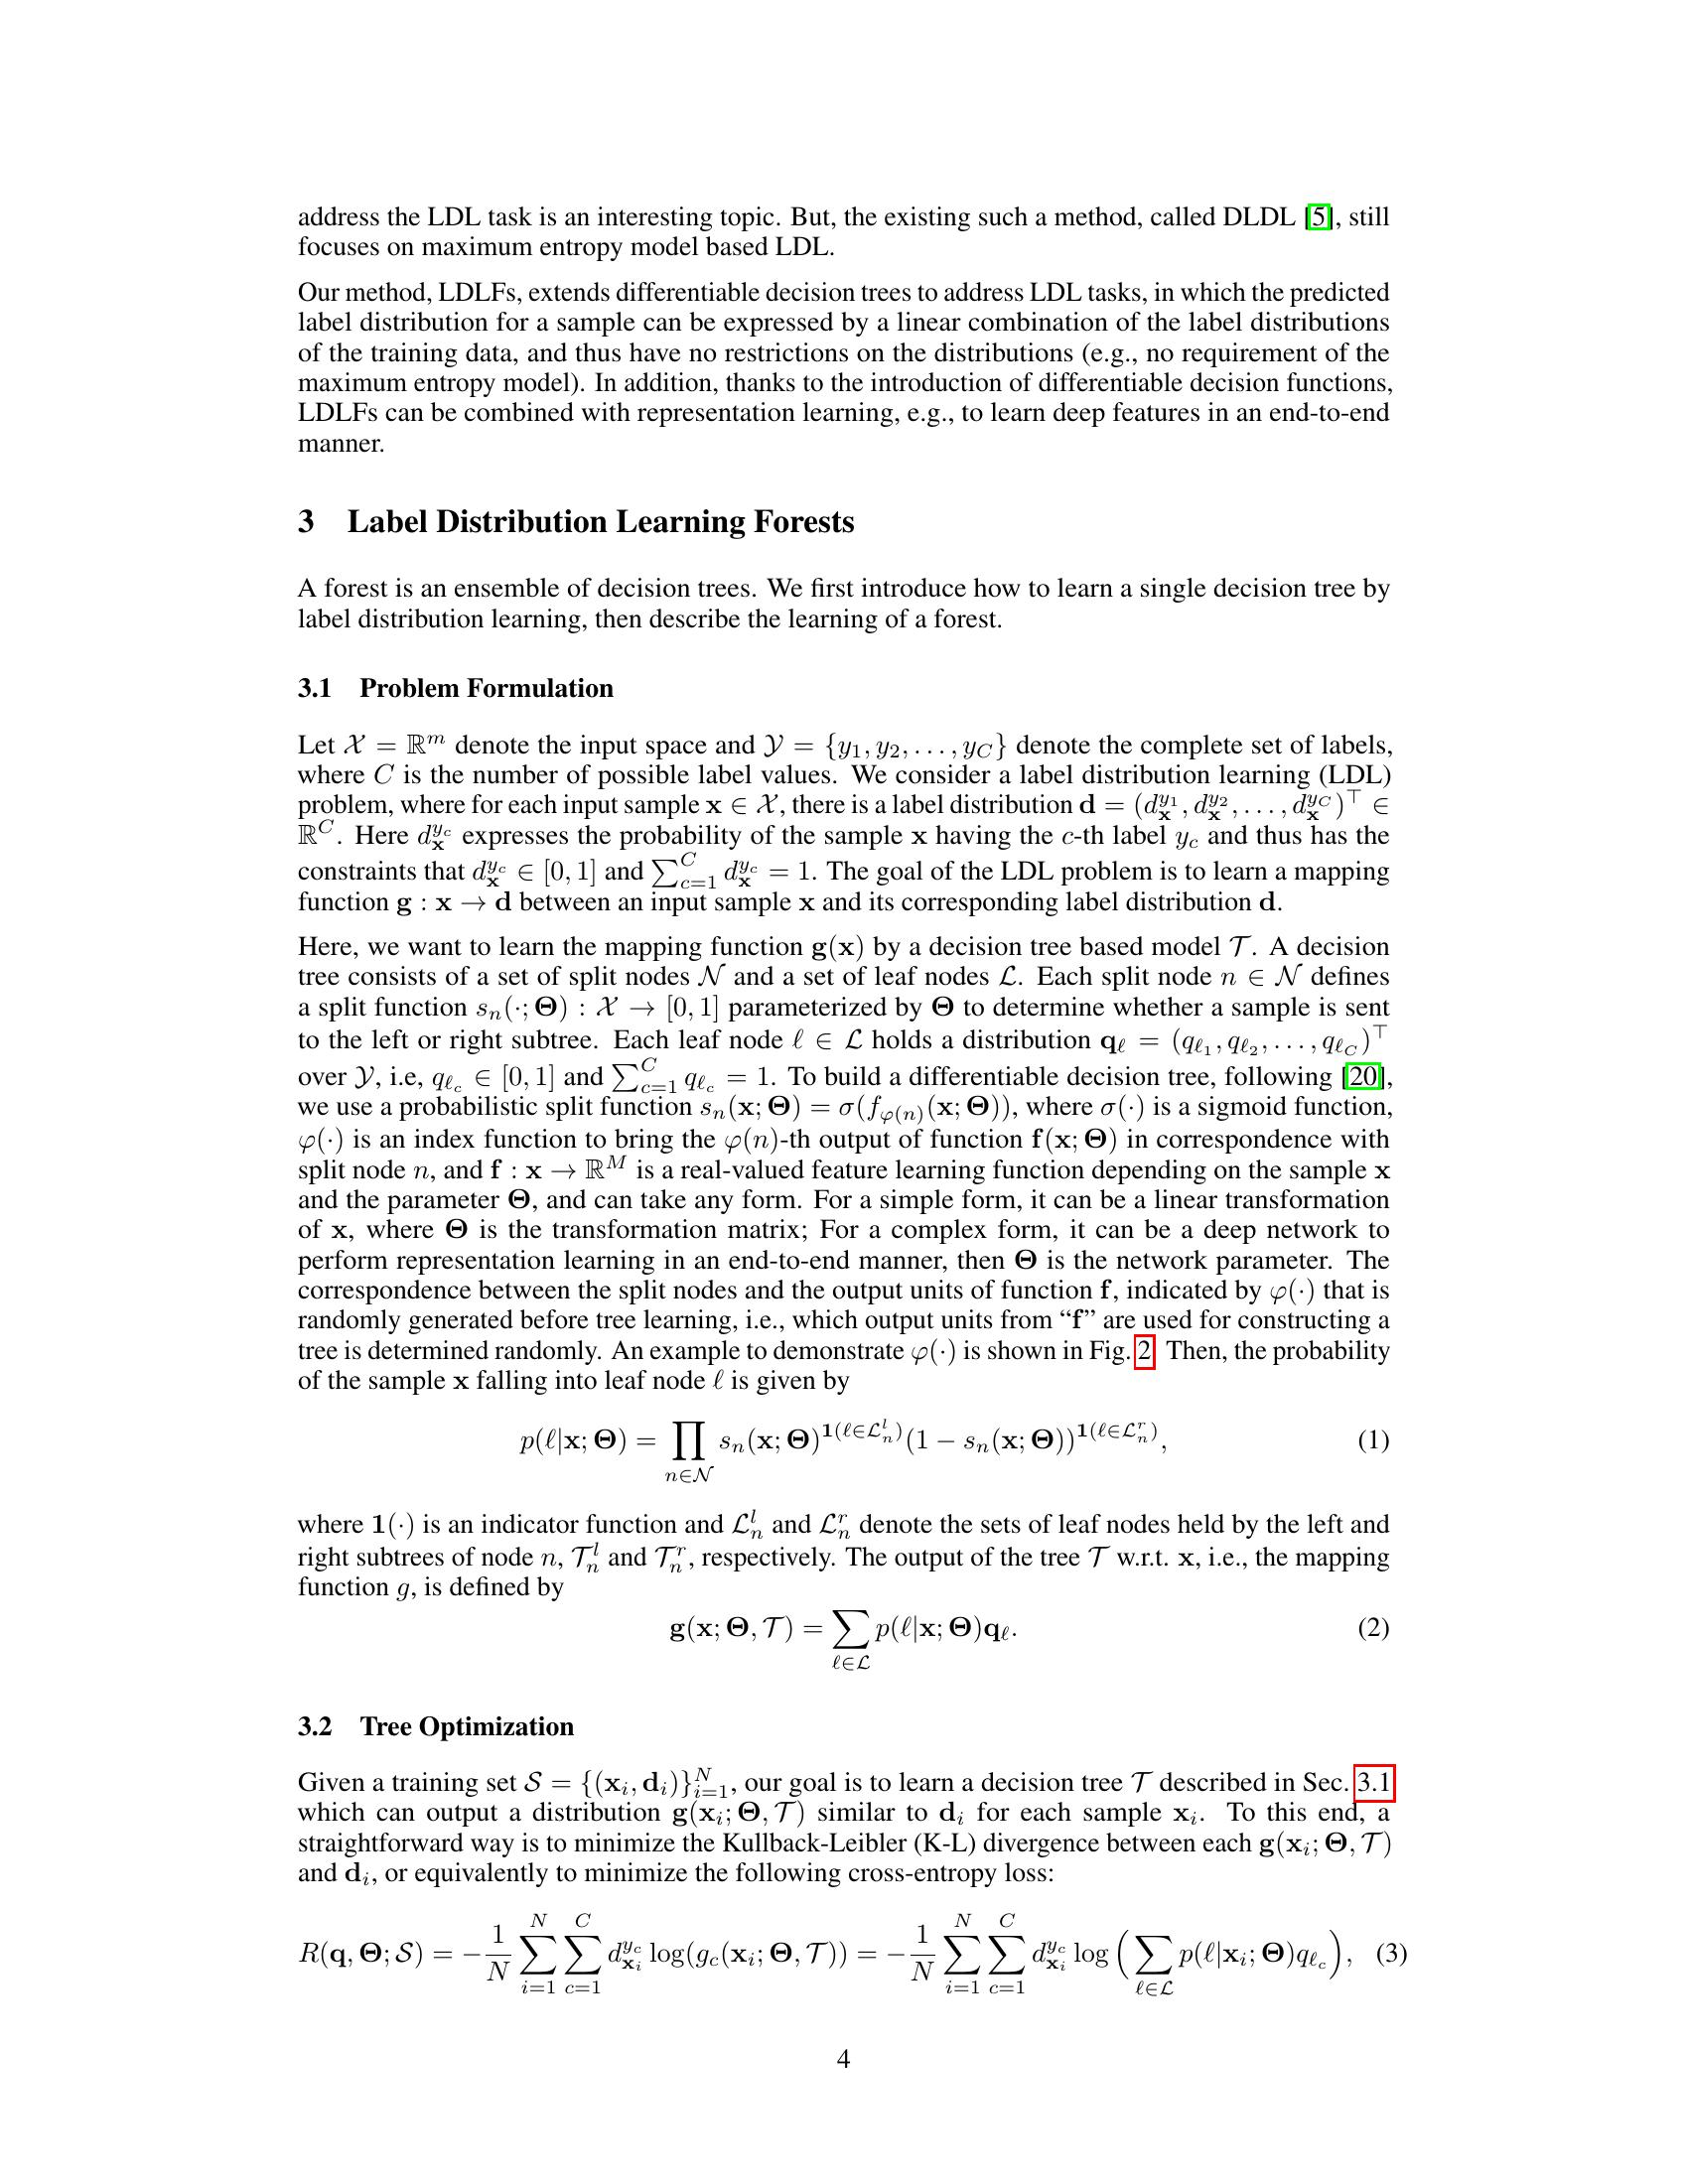 address the LDL task is an interesting topic. But, the existing such a method, called DLDL [5], still
focuses on maximum entropy model based LDL.
Our method, LDLFs, extends differentiable decision trees to address LDL tasks, in which the predicted
label distribution for a sample can be expressed by a linear combination of the label distributions
of the training data, and thus have no restrictions on the distributions (e.g., no requirement of the
maximum entropy model). In addition, thanks to the introduction of differentiable decision functions,
LDLFs can be combined with representation learning, e.g., to learn deep features in an end-to-end
manner.
3 Label Distribution Learning Forests
A forest is an ensemble of decision trees. We first introduce how to learn a single decision tree by
label distribution learning, then describe the learning of a forest.
3.1 Problem Formulation
Let $\mathcal{X} = \mathbb{R}^m$ denote the input space and $\mathcal{Y} = \{y_1, y_2, \ldots, y_C\}$ denote the complete set of labels,
where $C$ is the number of possible label values. We consider a label distribution learning (LDL)
problem, where for each input sample $\mathbf{x} \in \mathcal{X}$, there is a label distribution $\mathbf{d} = (d_{\mathbf{x}}^{y_1}, d_{\mathbf{x}}^{y_2}, \ldots, d_{\mathbf{x}}^{y_C})^\top \in$
$\mathbb{R}^C$. Here $d_{\mathbf{x}}^{y_c}$ expresses the probability of the sample $\mathbf{x}$ having the $c$-th label $y_c$ and thus has the
constraints that $d_{\mathbf{x}}^{y_c} \in [0, 1]$ and $\sum_{c=1}^C d_{\mathbf{x}}^{y_c} = 1$. The goal of the LDL problem is to learn a mapping
function $\mathbf{g} : \mathbf{x} \to \mathbf{d}$ between an input sample $\mathbf{x}$ and its corresponding label distribution $\mathbf{d}$.
Here, we want to learn the mapping function $\mathbf{g}(\mathbf{x})$ by a decision tree based model $\mathcal{T}$. A decision
tree consists of a set of split nodes $\mathcal{N}$ and a set of leaf nodes $\mathcal{L}$. Each split node $n \in \mathcal{N}$ defines
a split function $s_n(\cdot; \mathbf{\Theta}) : \mathcal{X} \to [0, 1]$ parameterized by $\mathbf{\Theta}$ to determine whether a sample is sent
to the left or right subtree. Each leaf node $\ell \in \mathcal{L}$ holds a distribution $\mathbf{q}_\ell = (q_{\ell_1}, q_{\ell_2}, \ldots, q_{\ell_C})^\top$
over $\mathcal{Y}$, i.e, $q_{\ell_c} \in [0, 1]$ and $\sum_{c=1}^C q_{\ell_c} = 1$. To build a differentiable decision tree, following [20],
we use a probabilistic split function $s_n(\mathbf{x}; \mathbf{\Theta}) = \sigma(f_{\varphi(n)}(\mathbf{x}; \mathbf{\Theta}))$, where $\sigma(\cdot)$ is a sigmoid function,
$\varphi(\cdot)$ is an index function to bring the $\varphi(n)$-th output of function $\mathbf{f}(\mathbf{x}; \mathbf{\Theta})$ in correspondence with
split node $n$, and $\mathbf{f} : \mathbf{x} \to \mathbb{R}^M$ is a real-valued feature learning function depending on the sample $\mathbf{x}$
and the parameter $\mathbf{\Theta}$, and can take any form. For a simple form, it can be a linear transformation
of $\mathbf{x}$, where $\mathbf{\Theta}$ is the transformation matrix; For a complex form, it can be a deep network to
perform representation learning in an end-to-end manner, then $\mathbf{\Theta}$ is the network parameter. The
correspondence between the split nodes and the output units of function $\mathbf{f}$, indicated by $\varphi(\cdot)$ that is
randomly generated before tree learning, i.e., which output units from “$\mathbf{f}$” are used for constructing a
tree is determined randomly. An example to demonstrate $\varphi(\cdot)$ is shown in Fig. 2. Then, the probability
of the sample $\mathbf{x}$ falling into leaf node $\ell$ is given by
$p(\ell|\mathbf{x}; \mathbf{\Theta}) = \prod_{n \in \mathcal{N}} s_n(\mathbf{x}; \mathbf{\Theta})^{\mathbf{1}(\ell \in \mathcal{L}_n^l)} (1 - s_n(\mathbf{x}; \mathbf{\Theta}))^{\mathbf{1}(\ell \in \mathcal{L}_n^r)},$ (1)
where $\mathbf{1}(\cdot)$ is an indicator function and $\mathcal{L}_n^l$ and $\mathcal{L}_n^r$ denote the sets of leaf nodes held by the left and
right subtrees of node $n$, $\mathcal{T}_n^l$ and $\mathcal{T}_n^r$, respectively. The output of the tree $\mathcal{T}$ w.r.t. $\mathbf{x}$, i.e., the mapping
function $g$, is defined by
$\mathbf{g}(\mathbf{x}; \mathbf{\Theta}, \mathcal{T}) = \sum_{\ell \in \mathcal{L}} p(\ell|\mathbf{x}; \mathbf{\Theta}) \mathbf{q}_\ell.$ (2)
3.2 Tree Optimization
Given a training set $\mathcal{S} = \{(\mathbf{x}_i, \mathbf{d}_i)\}_{i=1}^N$, our goal is to learn a decision tree $\mathcal{T}$ described in Sec. 3.1
which can output a distribution $\mathbf{g}(\mathbf{x}_i; \mathbf{\Theta}, \mathcal{T})$ similar to $\mathbf{d}_i$ for each sample $\mathbf{x}_i$. To this end, a
straightforward way is to minimize the Kullback-Leibler (K-L) divergence between each $\mathbf{g}(\mathbf{x}_i; \mathbf{\Theta}, \mathcal{T})$
and $\mathbf{d}_i$, or equivalently to minimize the following cross-entropy loss:
$R(\mathbf{q}, \mathbf{\Theta}; \mathcal{S}) = -\frac{1}{N} \sum_{i=1}^N \sum_{c=1}^C d_{\mathbf{x}_i}^{y_c} \log(g_c(\mathbf{x}_i; \mathbf{\Theta}, \mathcal{T})) = -\frac{1}{N} \sum_{i=1}^N \sum_{c=1}^C d_{\mathbf{x}_i}^{y_c} \log \Big( \sum_{\ell \in \mathcal{L}} p(\ell|\mathbf{x}_i; \mathbf{\Theta}) q_{\ell_c} \Big),$ (3)
4